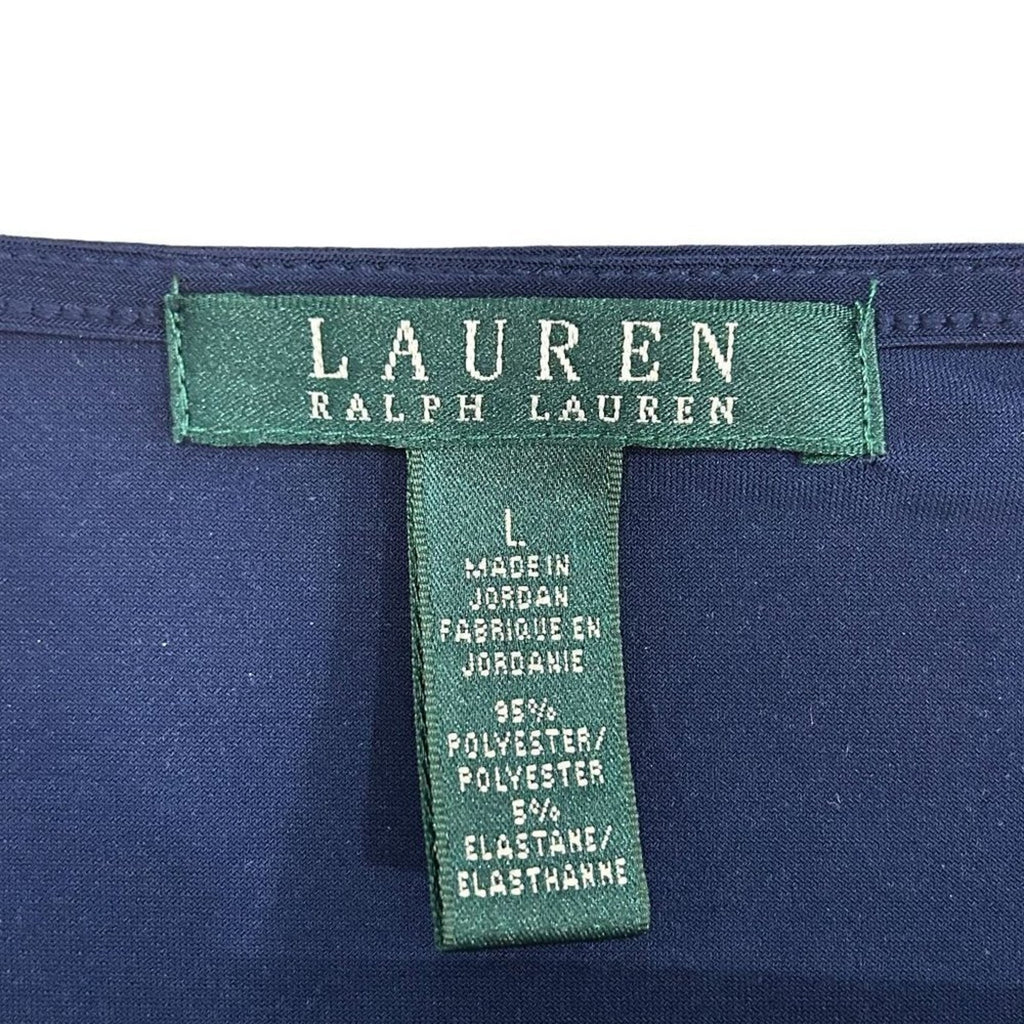 LAUREN
RALPH LAUREN
L
MADE IN
JORDAN
FABRIQUE EN
JORDANIE
95%
POLYESTER/
POLYESTER
5%
ELASTANE/
ELASTHANNE